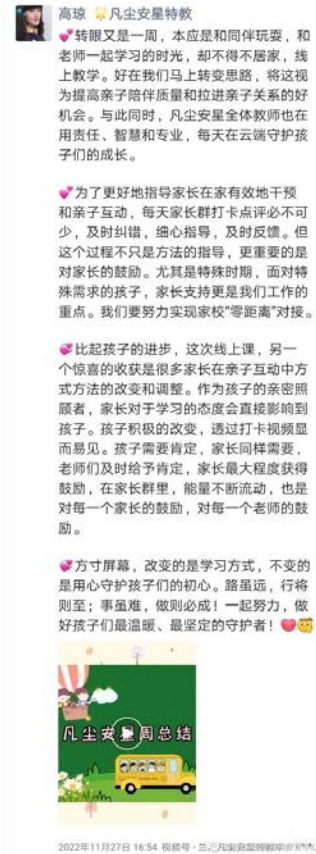 高琼 🌟凡尘安星特教
💕转眼又是一周，本应是和同伴玩耍，和
老师一起学习的时光，却不得不居家，线
上教学。好在我们马上转变思路，将这视
为提高亲子陪伴质量和拉进亲子关系的好
机会。与此同时，凡尘安星全体教师也在
用责任、智慧和专业，每天在云端守护孩
子们的成长。
💕为了更好地指导家长在家有效地干预
和亲子互动，每天家长群打卡点评必不可
少，及时纠错，细心指导，及时反馈。但
这个过程不只是方法的指导，更重要的是
对家长的鼓励。尤其是特殊时期，面对特
殊需求的孩子，家长支持更是我们工作的
重点。我们要努力实现家校“零距离”对接。
💞比起孩子的进步，这次线上课，另一
个惊喜的收获是很多家长在亲子互动中方
式方法的改变和调整。作为孩子的亲密照
顾者，家长对于学习的态度会直接影响到
孩子。孩子积极的改变，透过打卡视频显
而易见。孩子需要肯定，家长同样需要，
老师们及时给予肯定，家长最大程度获得
鼓励，在家长群里，能量不断流动，也是
对每一个家长的鼓励，对每一个老师的鼓
励。
💕方寸屏幕，改变的是学习方式，不变的
是用心守护孩子们的初心。路虽远，行将
则至；事虽难，做则必成！一起努力，做
好孩子们最温暖、最坚定的守护者！❤️😇
凡尘安星周总结
2022年11月27日 16:54 视频号 · 兰
凡尘安星特教